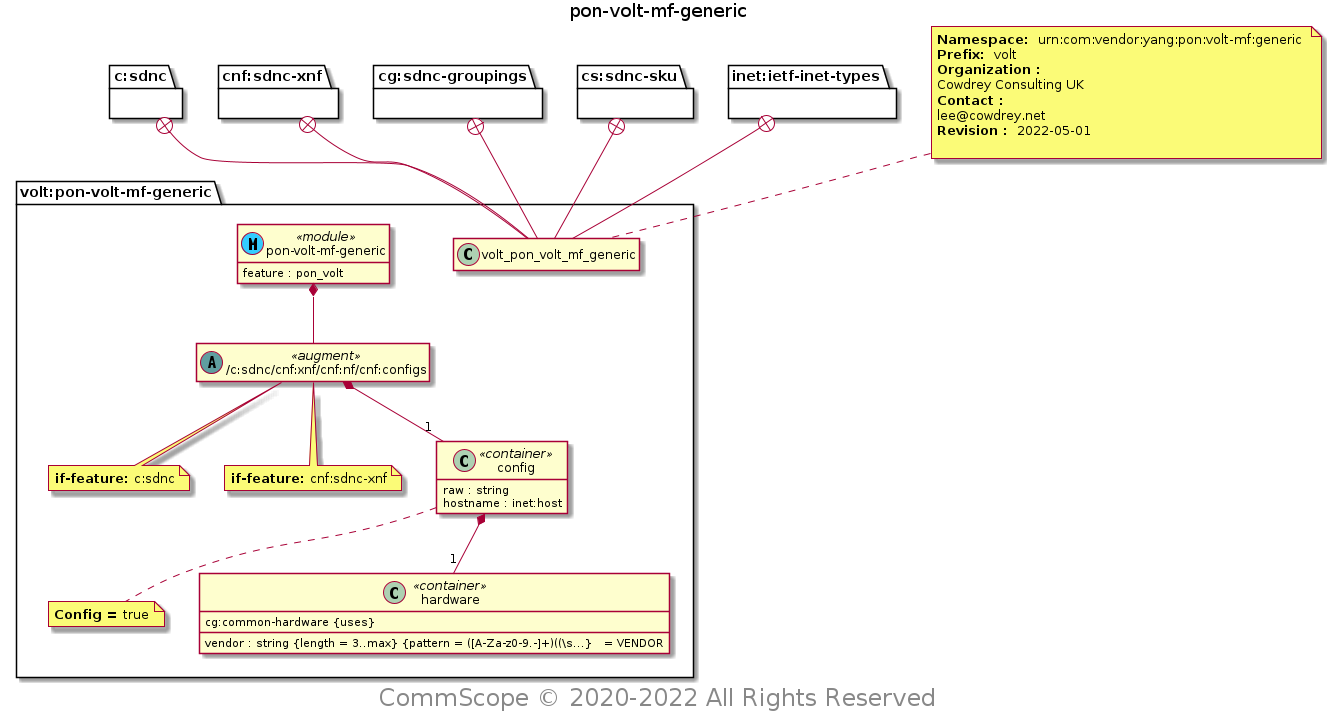 pon-volt-mf-generic
Namespace: urn:com:vendor:yang:pon:volt-mf:generic
Prefix: volt
Organization :
Cowdrey Consulting UK
Contact :
lee@cowdrey.net
Revision : 2022-05-01
c:sdnc
cnf:sdnc-xnf
cg:sdnc-groupings
cs:sdnc-sku
inet:ietf-inet-types
volt:pon-volt-mf-generic
M
«module»
pon-volt-mf-generic
feature : pon_volt
C
volt_pon_volt_mf_generic
A
«augment»
/c:sdnc/cnf:xnf/cnf:nf/cnf:configs
1
if-feature: c:sdnc
if-feature: cnf:sdnc-xnf
C
«container»
config
raw : string
hostname : inet:host
1
Config = true
C
«container»
hardware
cg:common-hardware {uses}
vendor : string {length = 3..max} {pattern = ([A-Za-z0-9.-]+)((\s...} = VENDOR
CommScope © 2020-2022 All Rights Reserved